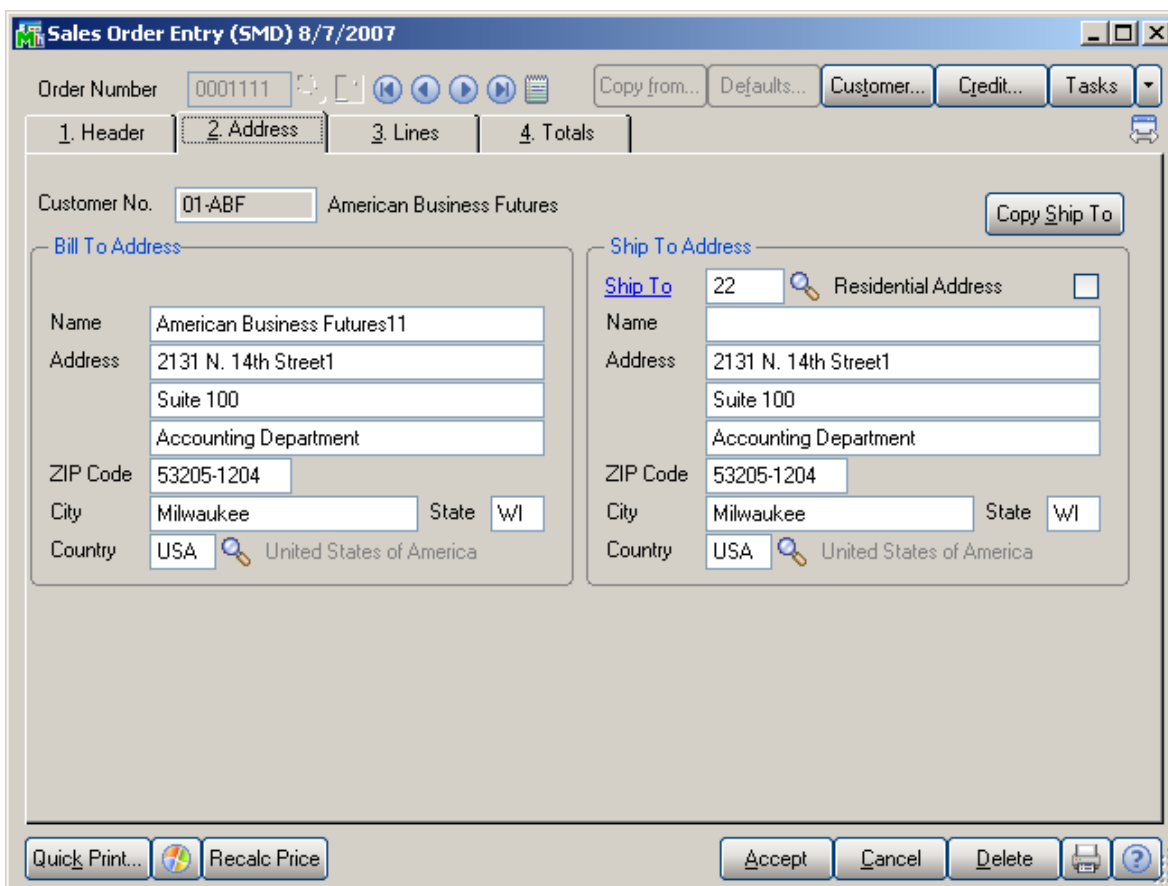 Sales Order Entry (SMD) 8/7/2007
Order Number 0001111 Copy from... Defaults... Customer... Credit... Tasks
1. Header 2. Address 3. Lines 4. Totals
Customer No. 01-ABF American Business Futures Copy Ship To
Bill To Address
Name American Business Futures11
Address 2131 N. 14th Street1
Suite 100
Accounting Department
ZIP Code 53205-1204
City Milwaukee State WI
Country USA United States of America
Ship To Address
Ship To 22 Residential Address
Name
Address 2131 N. 14th Street1
Suite 100
Accounting Department
ZIP Code 53205-1204
City Milwaukee State WI
Country USA United States of America
Quick Print... Recalc Price Accept Cancel Delete